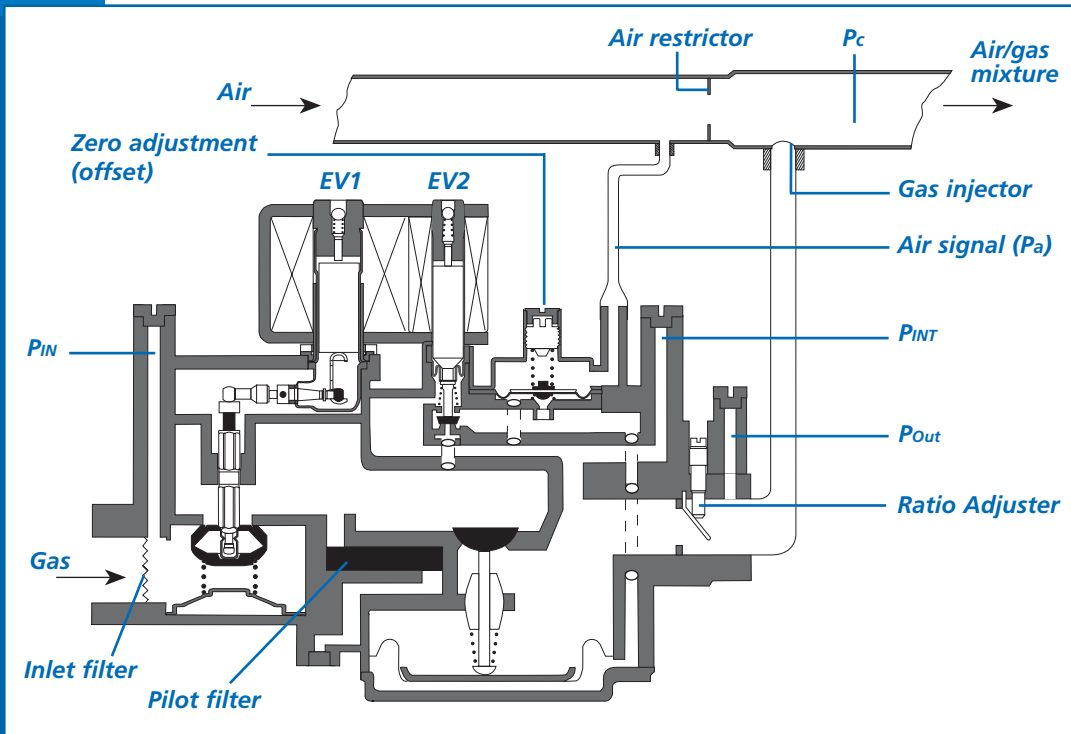 Air restrictor
Pc
Air/gas
mixture
Air
Zero adjustment
(offset)
EV1
EV2
Gas injector
Air signal (Pa)
PIN
PINT
POut
Ratio Adjuster
Gas
Inlet filter
Pilot filter